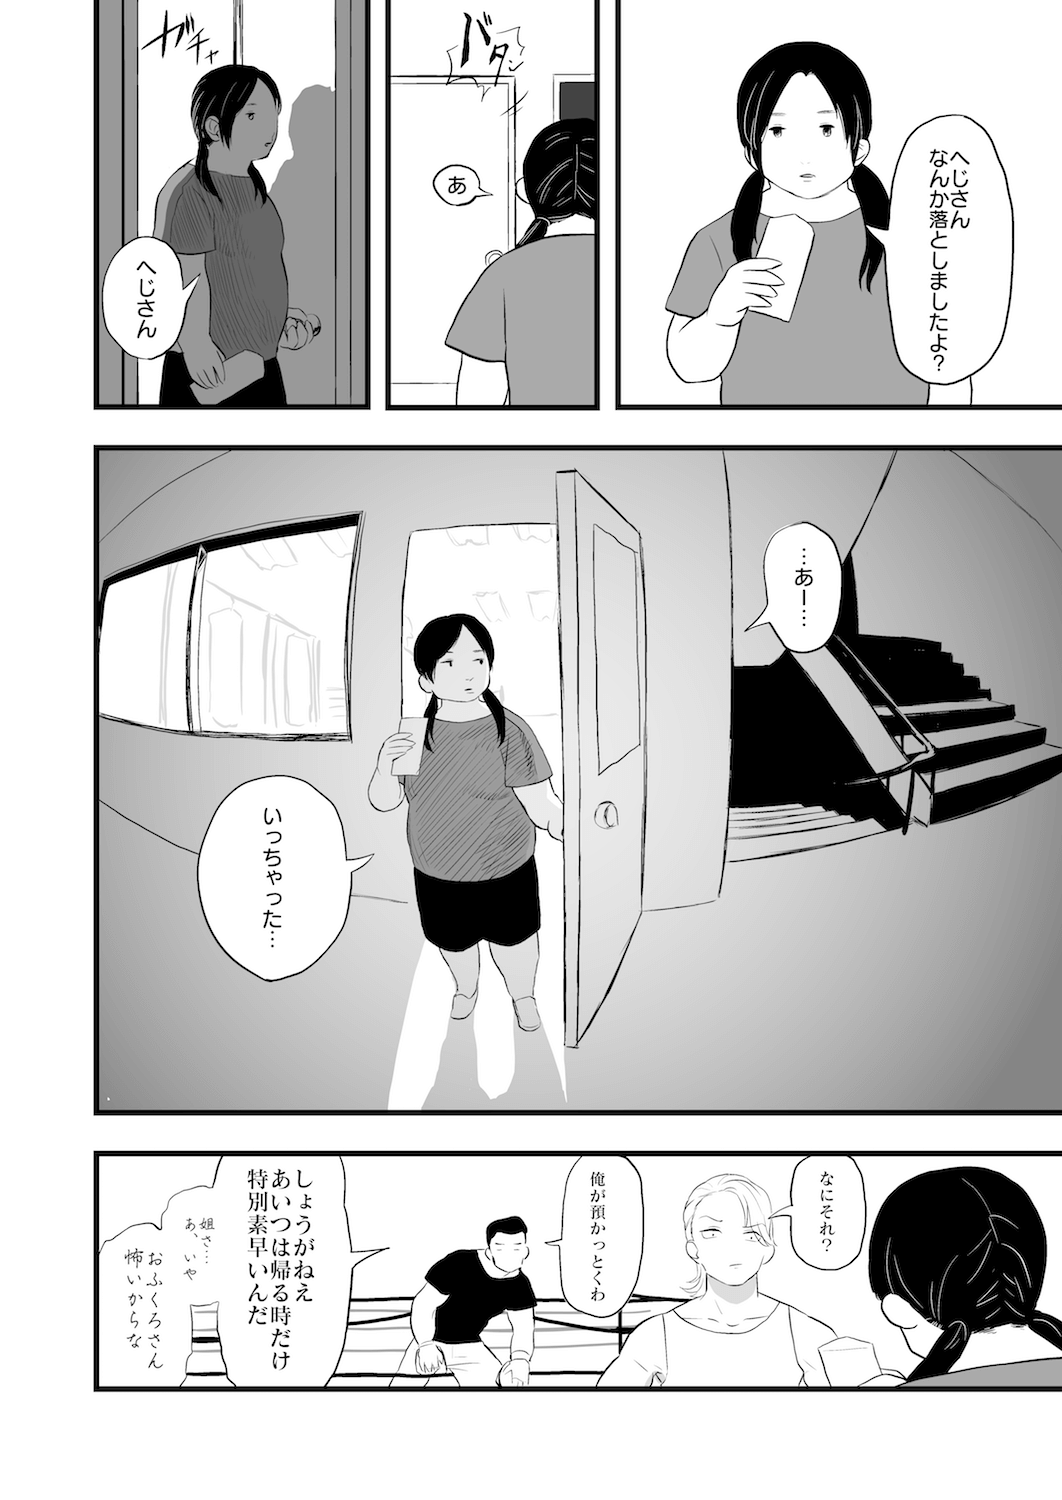 へじさん
なんか落としましたよ?
バタン
あ
ガチャ
へじさん
…あー…
いっちゃった…
なにそれ?
俺が預かっとくわ
しょうがねえ
あいつは帰る時だけ
特別素早いんだ
姐さ…
あ、いや
おふくろさん
怖いからな